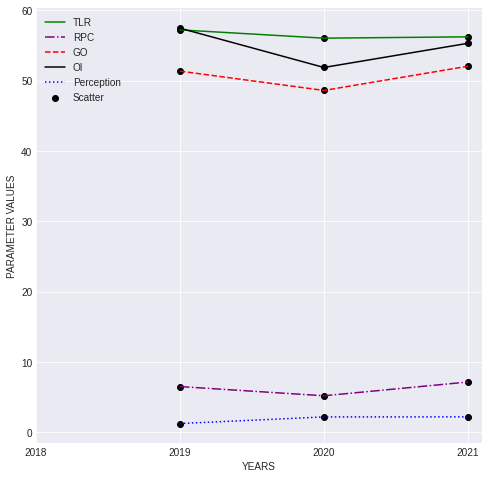 TLR
RPC
GO
OI
Perception
Scatter
60
50
40
30
20
10
0
PARAMETER VALUES
2018
2019
2020
2021
YEARS